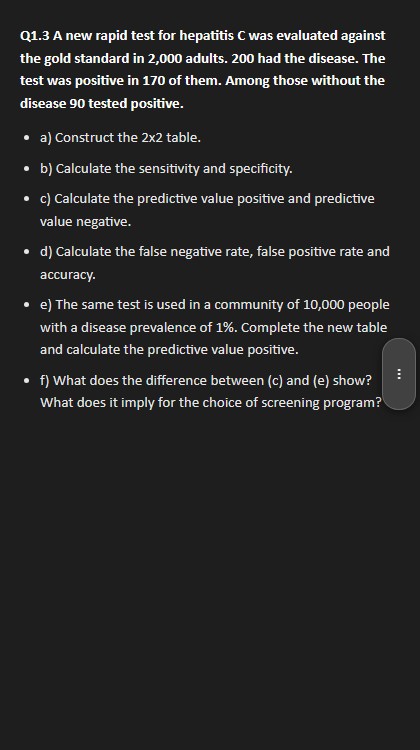 Q1.3 A new rapid test for hepatitis C was evaluated against
the gold standard in 2,000 adults. 200 had the disease. The
test was positive in 170 of them. Among those without the
disease 90 tested positive.
• a) Construct the 2x2 table.
• b) Calculate the sensitivity and specificity.
• c) Calculate the predictive value positive and predictive
value negative.
• d) Calculate the false negative rate, false positive rate and
accuracy.
• e) The same test is used in a community of 10,000 people
with a disease prevalence of 1%. Complete the new table
and calculate the predictive value positive.
• f) What does the difference between (c) and (e) show?
What does it imply for the choice of screening program?